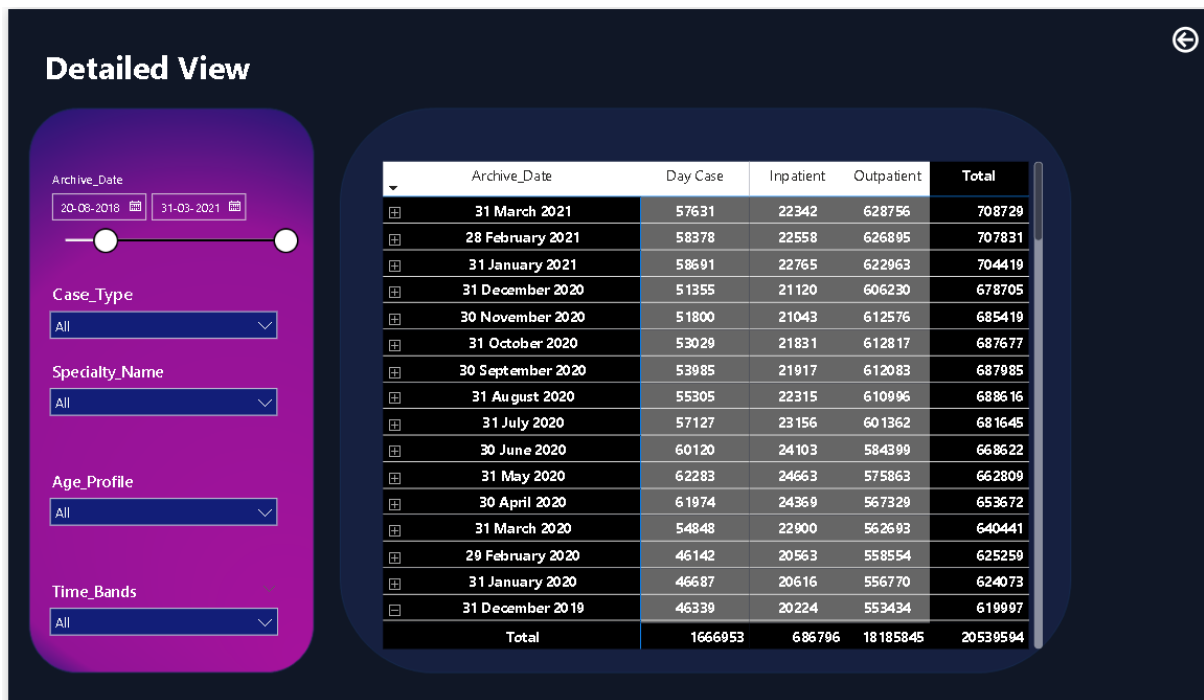 Detailed View
Archive_Date
20-08-2018 31-03-2021
Case_Type
All
Specialty_Name
All
Age_Profile
All
Time_Bands
All
Archive_Date Day Case Inpatient Outpatient Total
31 March 2021 57631 22342 628756 708729
28 February 2021 58378 22558 626895 707831
31 January 2021 58691 22765 622963 704419
31 December 2020 51355 21120 606230 678705
30 November 2020 51800 21043 612576 685419
31 October 2020 53029 21831 612817 687677
30 September 2020 53985 21917 612083 687985
31 August 2020 55305 22315 610996 688616
31 July 2020 57127 23156 601362 681645
30 June 2020 60120 24103 584399 668622
31 May 2020 62283 24663 575863 662809
30 April 2020 61974 24369 567329 653672
31 March 2020 54848 22900 562693 640441
29 February 2020 46142 20563 558554 625259
31 January 2020 46687 20616 556770 624073
31 December 2019 46339 20224 553434 619997
Total 1666953 686796 18185845 20539594